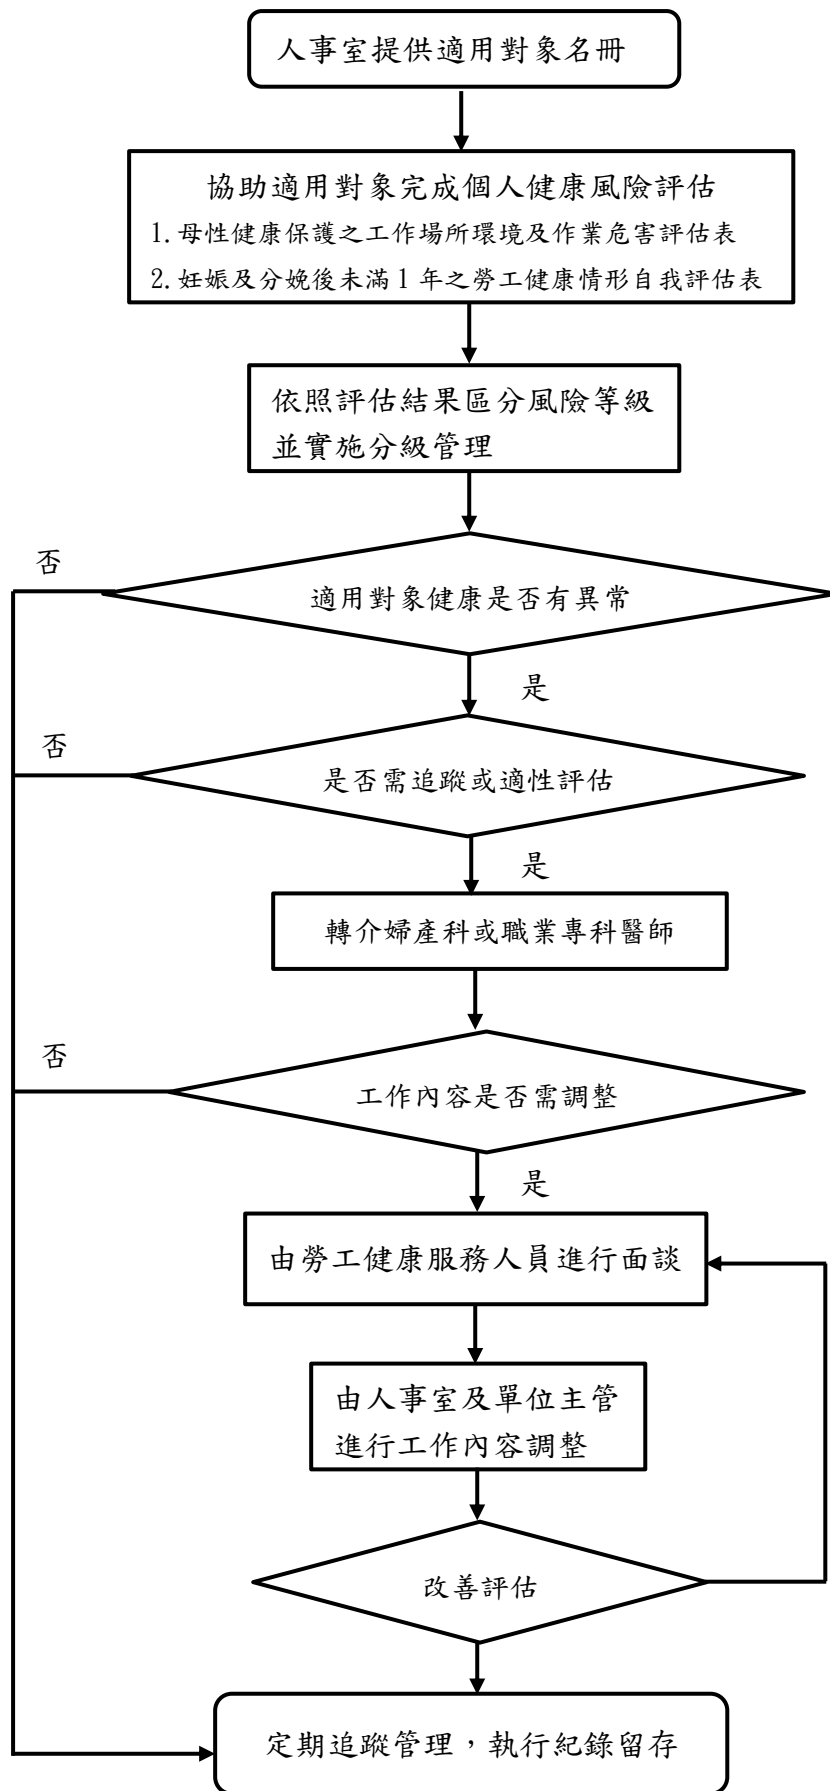 人事室提供適用對象名冊
協助適用對象完成個人健康風險評估
1.母性健康保護之工作場所環境及作業危害評估表
2.妊娠及分娩後未滿1年之勞工健康情形自我評估表
依照評估結果區分風險等級
並實施分級管理
否
適用對象健康是否有異常
是
否
是否需追蹤或適性評估
是
轉介婦產科或職業專科醫師
否
工作內容是否需調整
是
由勞工健康服務人員進行面談
由人事室及單位主管
進行工作內容調整
改善評估
定期追蹤管理，執行紀錄留存